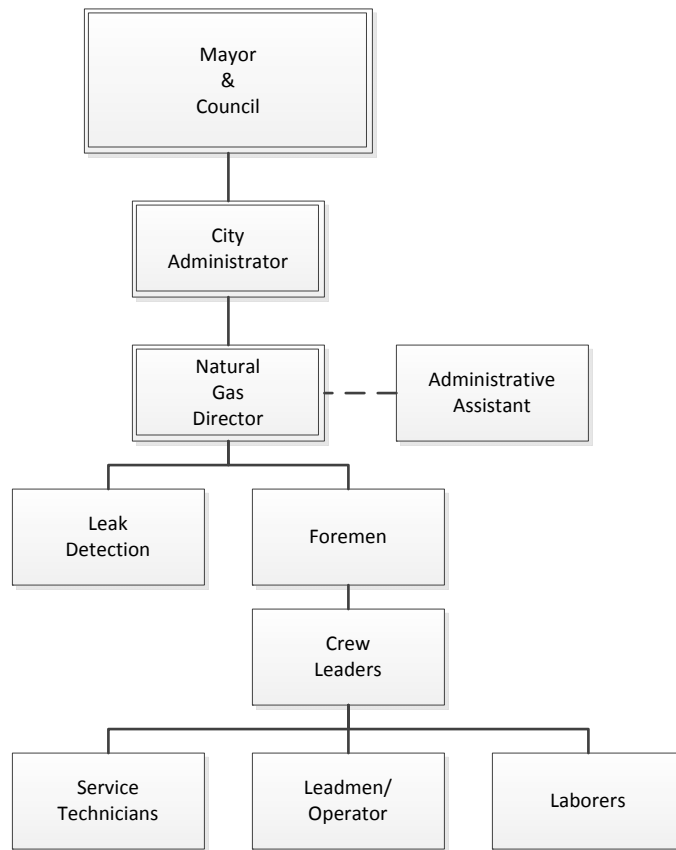 Mayor
&
Council
City
Administrator
Natural
Gas
Director
Administrative
Assistant
Leak
Detection
Foremen
Crew
Leaders
Service
Technicians
Leadmen/
Operator
Laborers